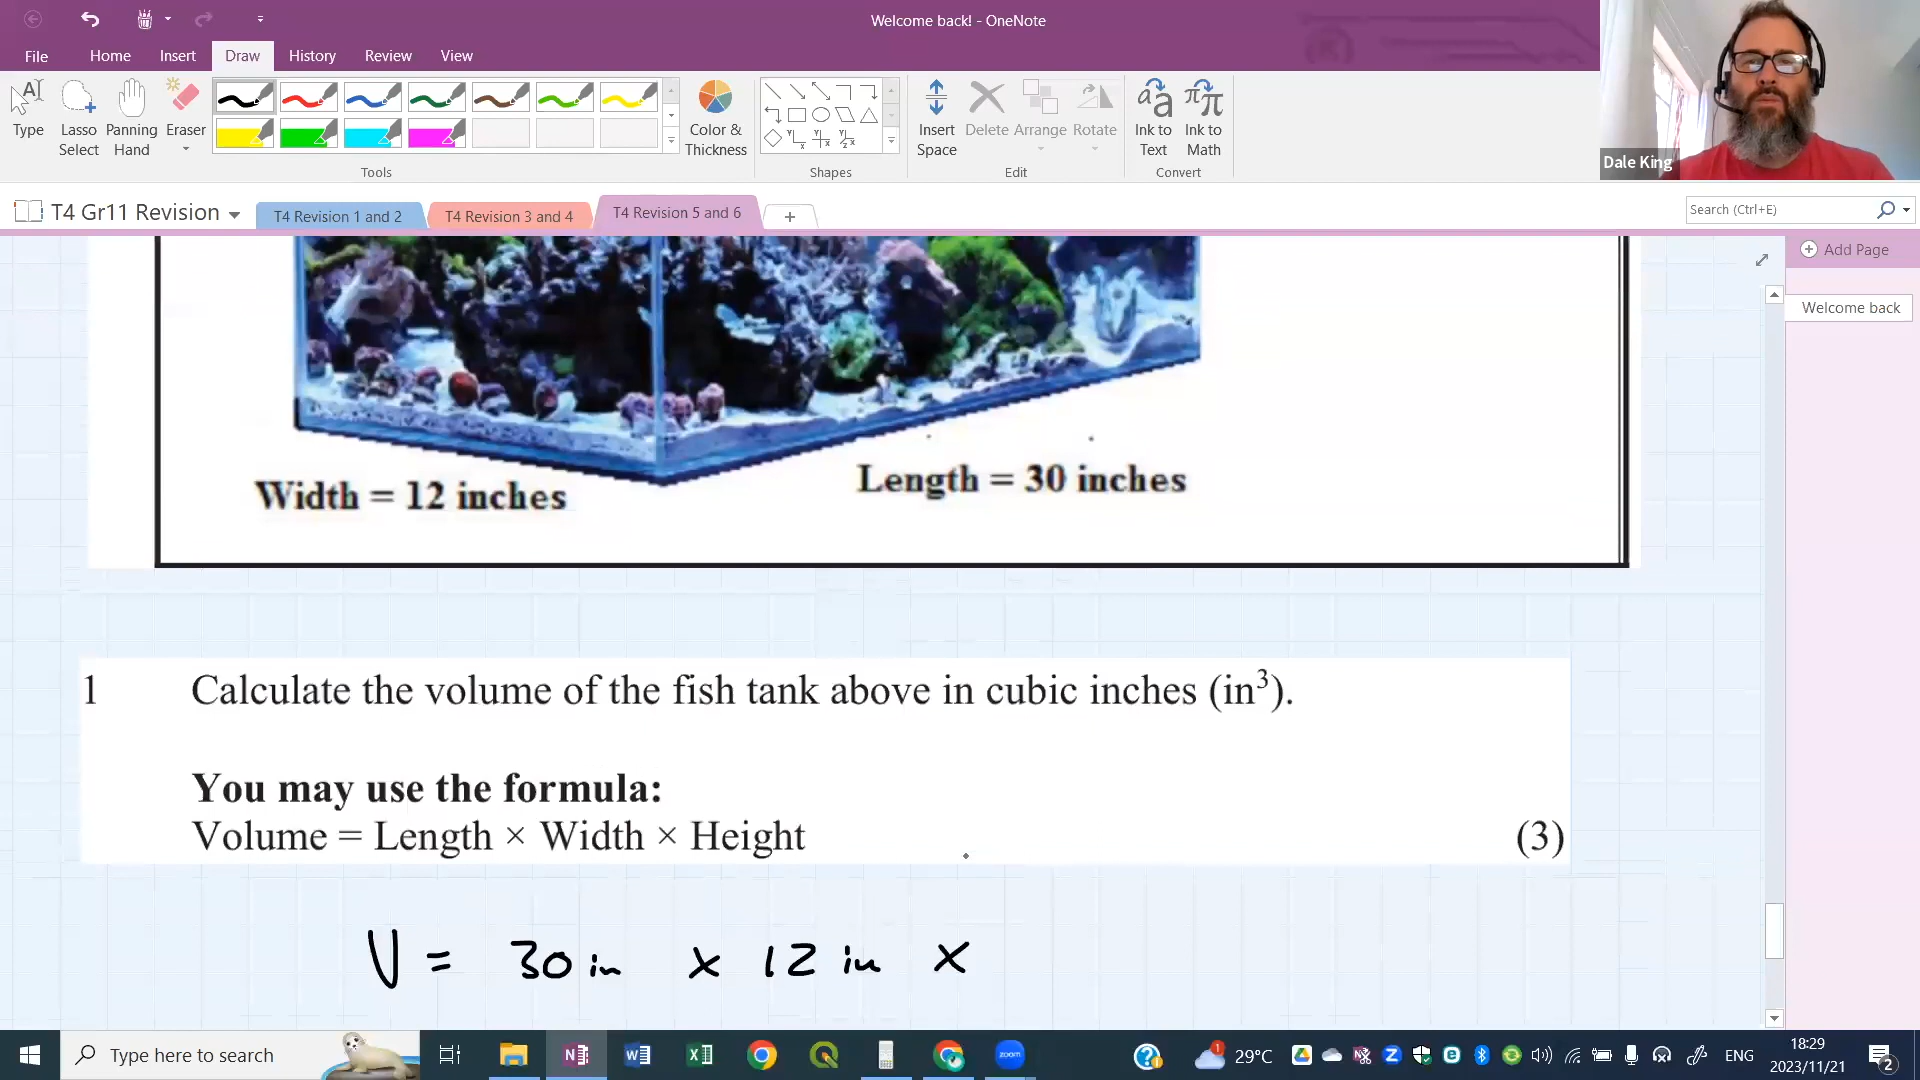 Welcome back! - OneNote
File Home Insert Draw History Review View
Type
Lasso Select
Panning Hand
Eraser
Color & Thickness
Insert Space
Delete
Arrange
Rotate
Ink to Text
Ink to Math
Tools
Shapes
Edit
Convert
Dale King
T4 Gr11 Revision
T4 Revision 1 and 2
T4 Revision 3 and 4
T4 Revision 5 and 6
Search (Ctrl+E)
Add Page
Welcome back
Width = 12 inches
Length = 30 inches
1 Calculate the volume of the fish tank above in cubic inches (in³).
You may use the formula:
Volume = Length × Width × Height (3)
V = 30 in x 12 in x
Type here to search
zoom
29°C
ENG
18:29
2023/11/21
2